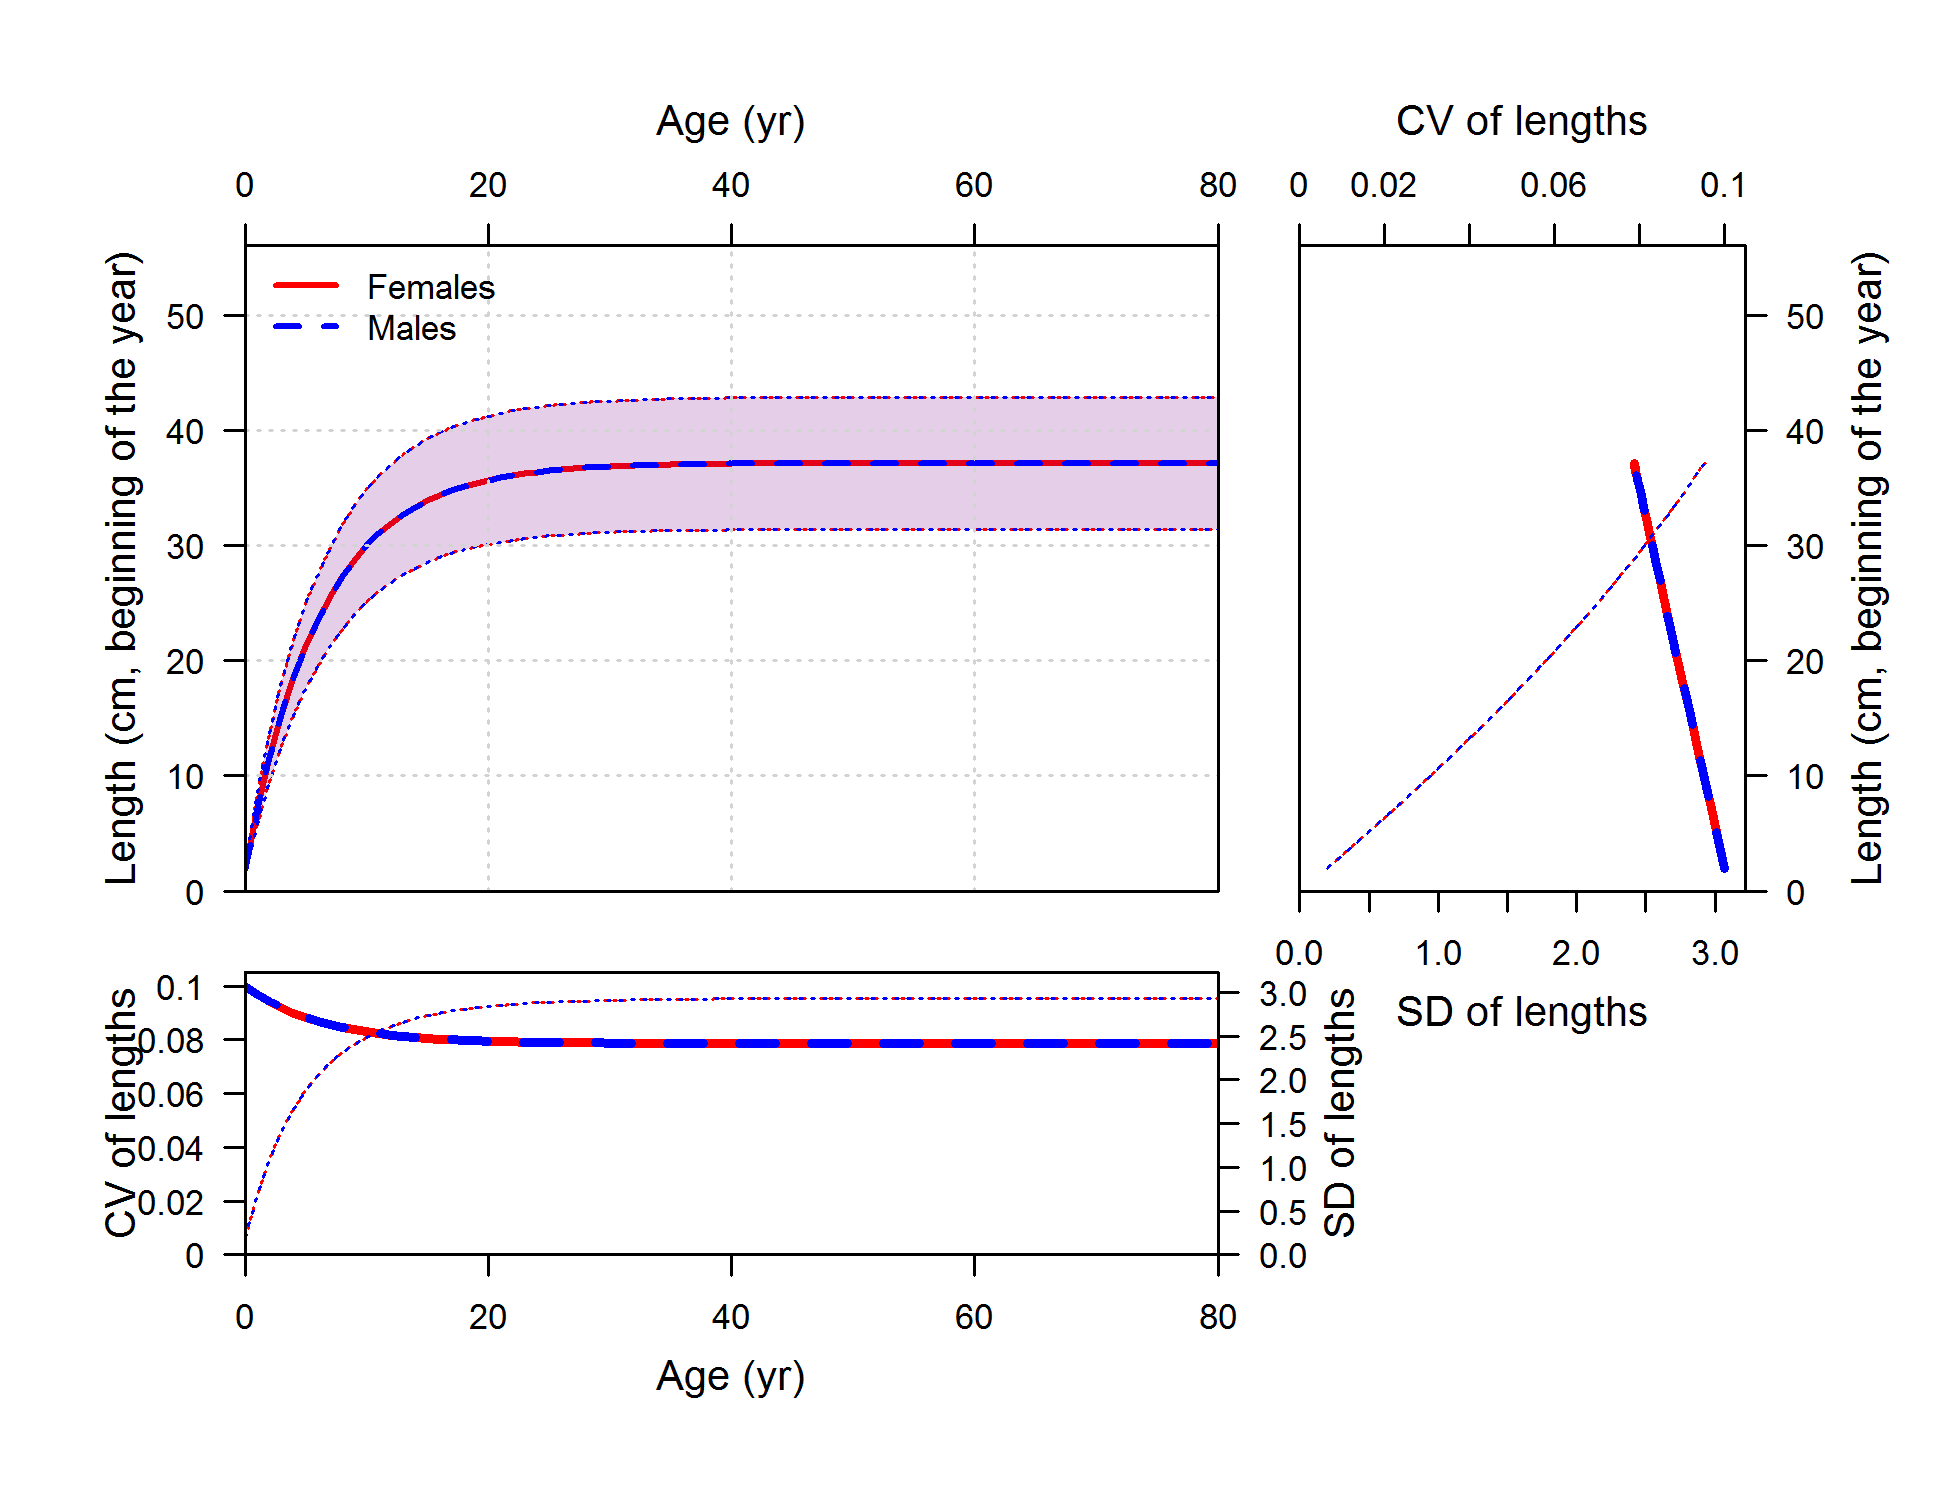 Age (yr)
0 20 40 60 80
CV of lengths
0 0.02 0.06 0.1
Length (cm, beginning of the year)
50
40
30
20
10
0
Females
Males
50
40
30
20
10
0
Length (cm, beginning of the year)
0.0 1.0 2.0 3.0
SD of lengths
CV of lengths
0.1
0.08
0.06
0.04
0.02
0
3.0
2.5
2.0
1.5
1.0
0.5
0.0
SD of lengths
0 20 40 60 80
Age (yr)